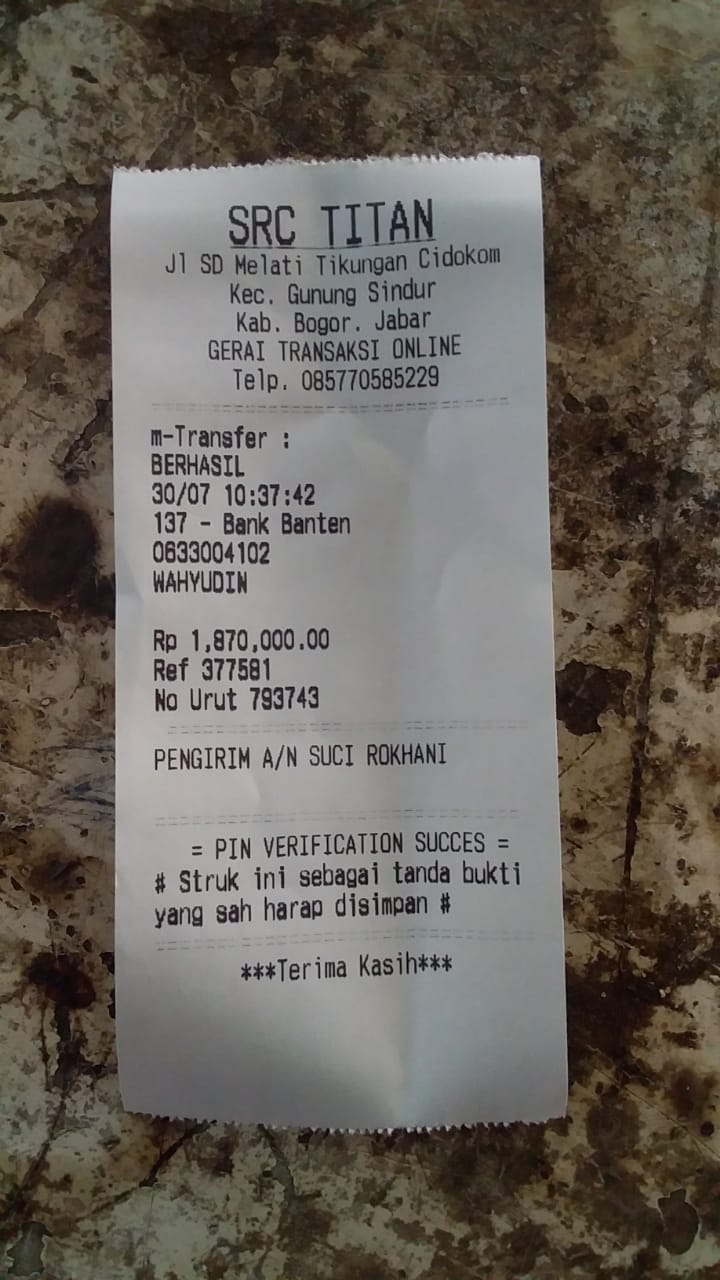 SRC TITAN
Jl SD Melati Tikungan Cidokom
Kec. Gunung Sindur
Kab. Bogor. Jabar
GERAI TRANSAKSI ONLINE
Telp. 085770585229
m-Transfer :
BERHASIL
30/07 10:37:42
137 - Bank Banten
0633004102
WAHYUDIN
Rp 1,870,000.00
Ref 377581
No Urut 793743
PENGIRIM A/N SUCI ROKHANI
= PIN VERIFICATION SUCCES =
# Struk ini sebagai tanda bukti
yang sah harap disimpan #
***Terima Kasih***